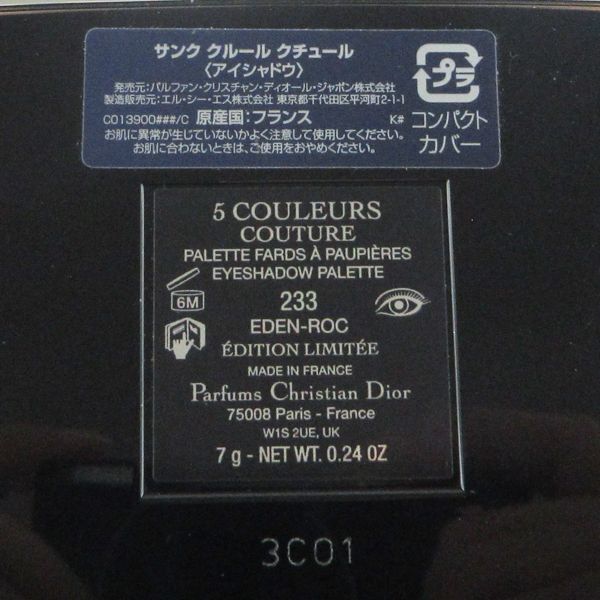 サンク クルール クチュール
〈アイシャドウ〉
発売元:パルファン・クリスチャン・ディオール・ジャポン株式会社
製造販売元:エル・シー・エス株式会社 東京都千代田区平河町2-1-1
C013900###/C 原産国:フランス K#
お肌に異常が生じていないかよく注意して使用してください。
お肌に合わないときは、ご使用をおやめください。
プラ
コンパクト
カバー
5 COULEURS
COUTURE
PALETTE FARDS À PAUPIÈRES
EYESHADOW PALETTE
6M
233
EDEN-ROC
ÉDITION LIMITÉE
MADE IN FRANCE
Parfums Christian Dior
75008 Paris - France
W1S 2UE, UK
7 g - NET WT. 0.24 OZ
3C01